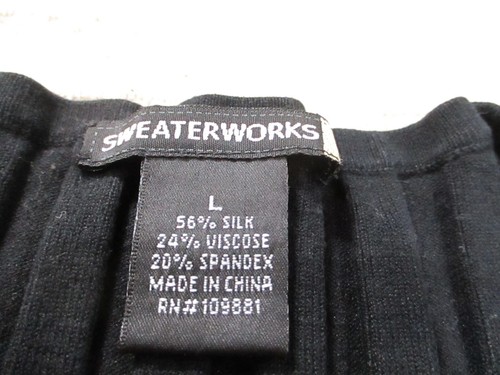 SWEATERWORKS
L
56% SILK
24% VISCOSE
20% SPANDEX
MADE IN CHINA
RN#109881